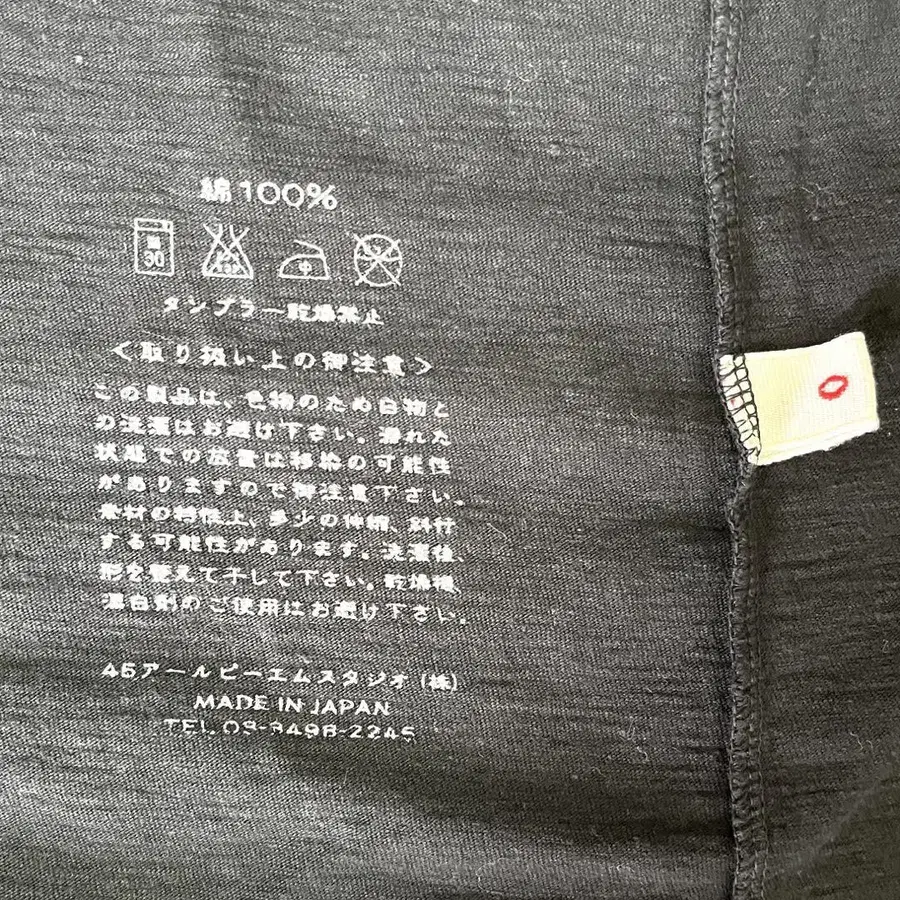 綿100%
弱
30
中
タンブラー乾燥禁止
<取り扱い上の御注意>
この製品は、色物のため白物と
の洗濯はお避け下さい。濡れた
状態での放置は移染の可能性
がありますので御注意下さい。
素材の特性上、多少の伸縮、斜行
する可能性があります。洗濯後、
形を整えて干して下さい。乾燥機、
漂白剤のご使用はお避け下さい。
45アールピーエムスタジオ(株)
MADE IN JAPAN
TEL 03-3498-2245
0